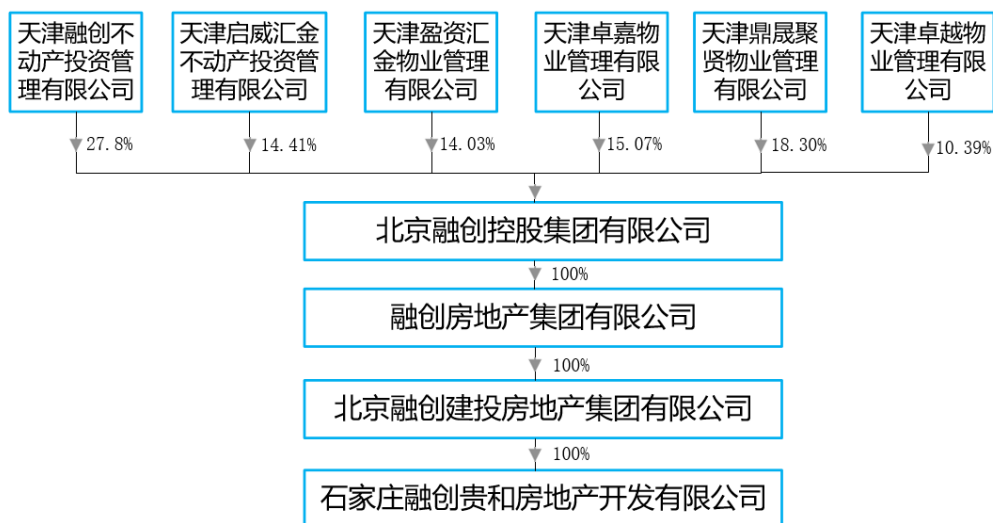 天津融创不
动产投资管
理有限公司
天津启威汇金
不动产投资管
理有限公司
天津盈资汇
金物业管理
有限公司
天津卓嘉物
业管理有限
公司
天津鼎晟聚
贤物业管理
有限公司
天津卓越物
业管理有限
公司
27.8%
14.41%
14.03%
15.07%
18.30%
10.39%
北京融创控股集团有限公司
100%
融创房地产集团有限公司
100%
北京融创建投房地产集团有限公司
100%
石家庄融创贵和房地产开发有限公司